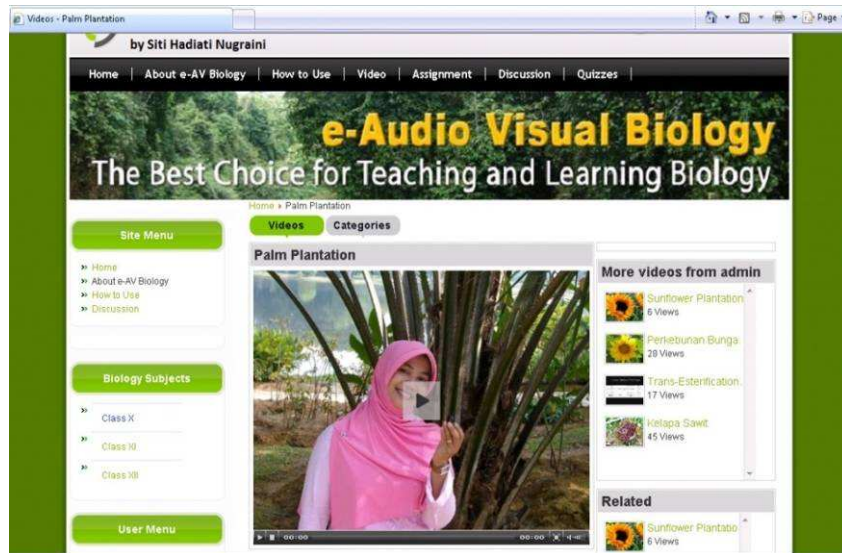 Videos - Palm Plantation
Page
by Siti Hadiati Nugraini
Home | About e-AV Biology | How to Use | Video | Assignment | Discussion | Quizzes |
e-Audio Visual Biology
The Best Choice for Teaching and Learning Biology
Home Palm Plantation
Videos Categories
Site Menu
Home
About e-AV Biology
How to Use
Discussion
Biology Subjects
Class X
Class XI
Class XII
User Menu
Palm Plantation
00:00 00:00
More videos from admin
Sunflower Plantation
6 Views
Perkebunan Bunga
28 Views
Trans-Esterification
17 Views
Kelapa Sawit
45 Views
Related
Sunflower Plantatio
6 Views